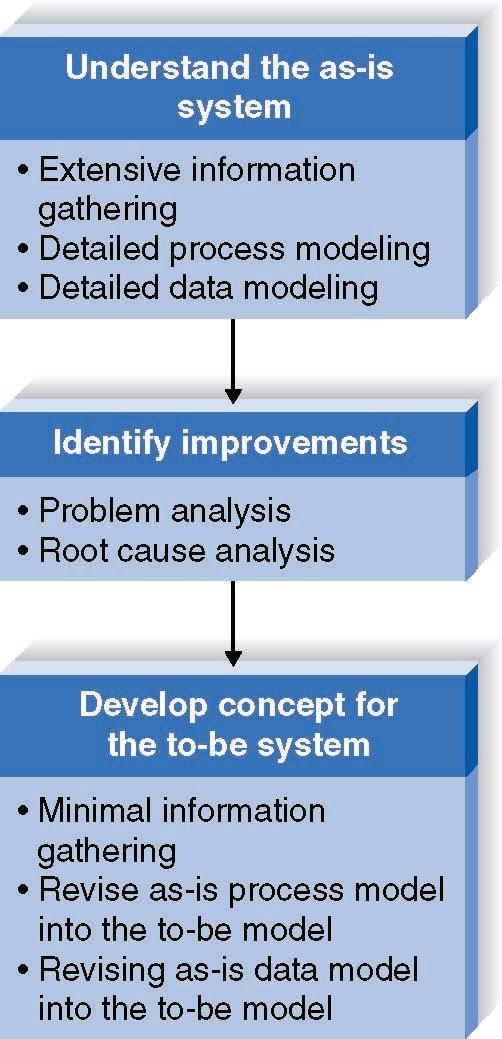 Understand the as-is
system
• Extensive information
gathering
• Detailed process modeling
• Detailed data modeling
Identify improvements
• Problem analysis
• Root cause analysis
Develop concept for
the to-be system
• Minimal information
gathering
• Revise as-is process model
into the to-be model
• Revising as-is data model
into the to-be model